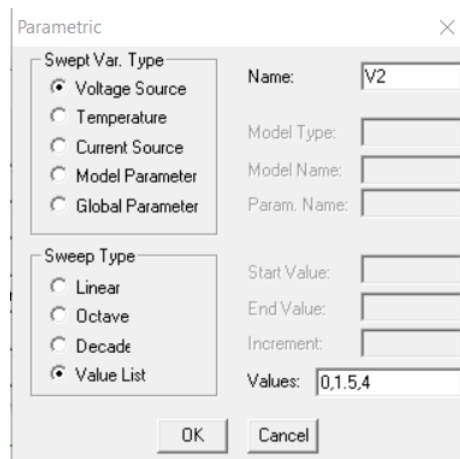 Parametric
Swept Var. Type
Voltage Source
Temperature
Current Source
Model Parameter
Global Parameter
Name: V2
Model Type:
Model Name:
Param. Name:
Sweep Type
Linear
Octave
Decade
Value List
Start Value:
End Value:
Increment:
Values: 0,1.5,4
OK Cancel